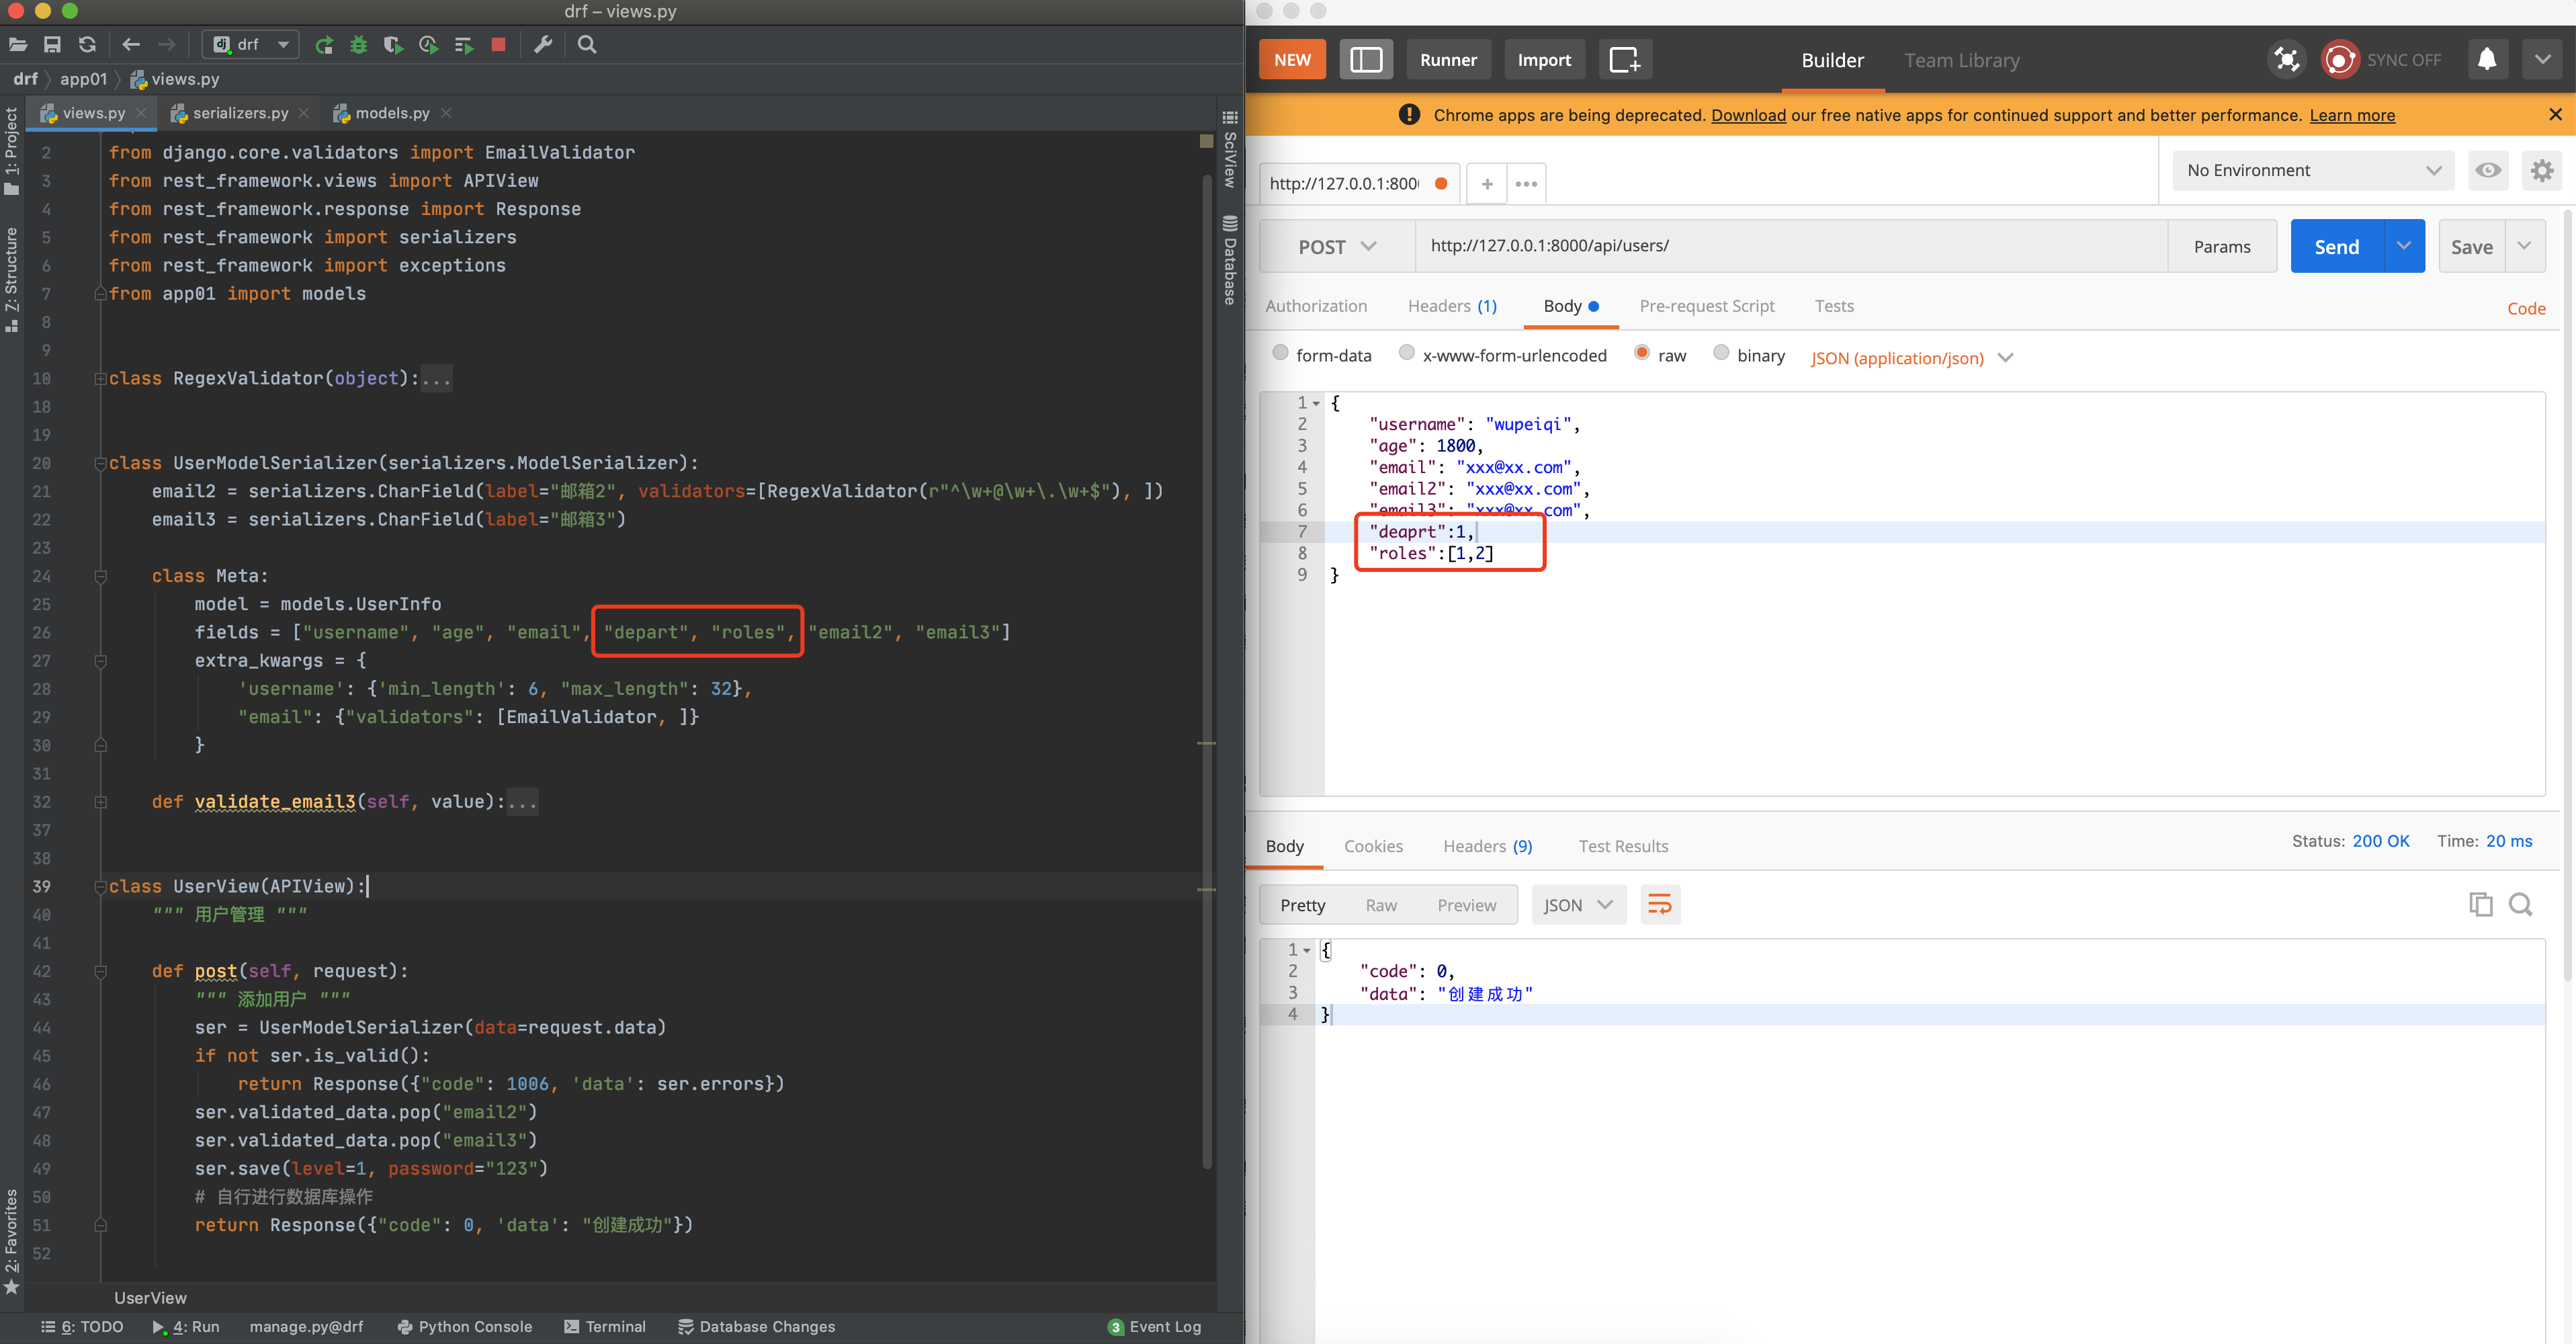 drf – views.py
drf
drf
app01
views.py
views.py
serializers.py
models.py
1: Project
Z: Structure
2: Favorites
SciView
Database
2 from django.core.validators import EmailValidator
3 from rest_framework.views import APIView
4 from rest_framework.response import Response
5 from rest_framework import serializers
6 from rest_framework import exceptions
7 from app01 import models
8
9
10 class RegexValidator(object):...
18
19
20 class UserModelSerializer(serializers.ModelSerializer):
21 email2 = serializers.CharField(label="邮箱2", validators=[RegexValidator(r"^\w+@\w+\.\w+$"), ])
22 email3 = serializers.CharField(label="邮箱3")
23
24 class Meta:
25 model = models.UserInfo
26 fields = ["username", "age", "email", "depart", "roles", "email2", "email3"]
27 extra_kwargs = {
28 'username': {'min_length': 6, "max_length": 32},
29 "email": {"validators": [EmailValidator, ]}
30 }
31
32 def validate_email3(self, value):...
37
38
39 class UserView(APIView):
40 """ 用户管理 """
41
42 def post(self, request):
43 """ 添加用户 """
44 ser = UserModelSerializer(data=request.data)
45 if not ser.is_valid():
46 return Response({"code": 1006, 'data': ser.errors})
47 ser.validated_data.pop("email2")
48 ser.validated_data.pop("email3")
49 ser.save(level=1, password="123")
50 # 自行进行数据库操作
51 return Response({"code": 0, 'data': "创建成功"})
52
UserView
6: TODO
4: Run
manage.py@drf
Python Console
Terminal
Database Changes
3 Event Log
NEW
Runner
Import
Builder
Team Library
SYNC OFF
Chrome apps are being deprecated. Download our free native apps for continued support and better performance. Learn more
http://127.0.0.1:800
No Environment
POST
http://127.0.0.1:8000/api/users/
Params
Send
Save
Authorization
Headers (1)
Body
Pre-request Script
Tests
Code
form-data
x-www-form-urlencoded
raw
binary
JSON (application/json)
1 {
2 "username": "wupeiqi",
3 "age": 1800,
4 "email": "xxx@xx.com",
5 "email2": "xxx@xx.com",
6 "email3": "xxx@xx.com",
7 "deaprt":1,
8 "roles":[1,2]
9 }
Body
Cookies
Headers (9)
Test Results
Status: 200 OK
Time: 20 ms
Pretty
Raw
Preview
JSON
1 {
2 "code": 0,
3 "data": "创建成功"
4 }